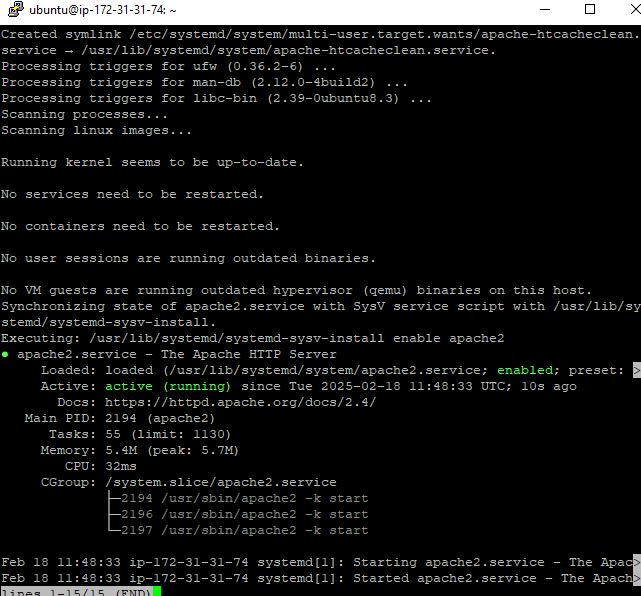 ubuntu@ip-172-31-31-74: ~
Created symlink /etc/systemd/system/multi-user.target.wants/apache-htcacheclean.
service → /usr/lib/systemd/system/apache-htcacheclean.service.
Processing triggers for ufw (0.36.2-6) ...
Processing triggers for man-db (2.12.0-4build2) ...
Processing triggers for libc-bin (2.39-0ubuntu8.3) ...
Scanning processes...
Scanning linux images...
Running kernel seems to be up-to-date.
No services need to be restarted.
No containers need to be restarted.
No user sessions are running outdated binaries.
No VM guests are running outdated hypervisor (qemu) binaries on this host.
Synchronizing state of apache2.service with SysV service script with /usr/lib/sy
stemd/systemd-sysv-install.
Executing: /usr/lib/systemd/systemd-sysv-install enable apache2
● apache2.service - The Apache HTTP Server
Loaded: loaded (/usr/lib/systemd/system/apache2.service; enabled; preset: >
Active: active (running) since Tue 2025-02-18 11:48:33 UTC; 10s ago
Docs: https://httpd.apache.org/docs/2.4/
Main PID: 2194 (apache2)
Tasks: 55 (limit: 1130)
Memory: 5.4M (peak: 5.7M)
CPU: 32ms
CGroup: /system.slice/apache2.service
├─2194 /usr/sbin/apache2 -k start
├─2196 /usr/sbin/apache2 -k start
└─2197 /usr/sbin/apache2 -k start
Feb 18 11:48:33 ip-172-31-31-74 systemd[1]: Starting apache2.service - The Apac>
Feb 18 11:48:33 ip-172-31-31-74 systemd[1]: Started apache2.service - The Apach>
lines 1-15/15 (END)